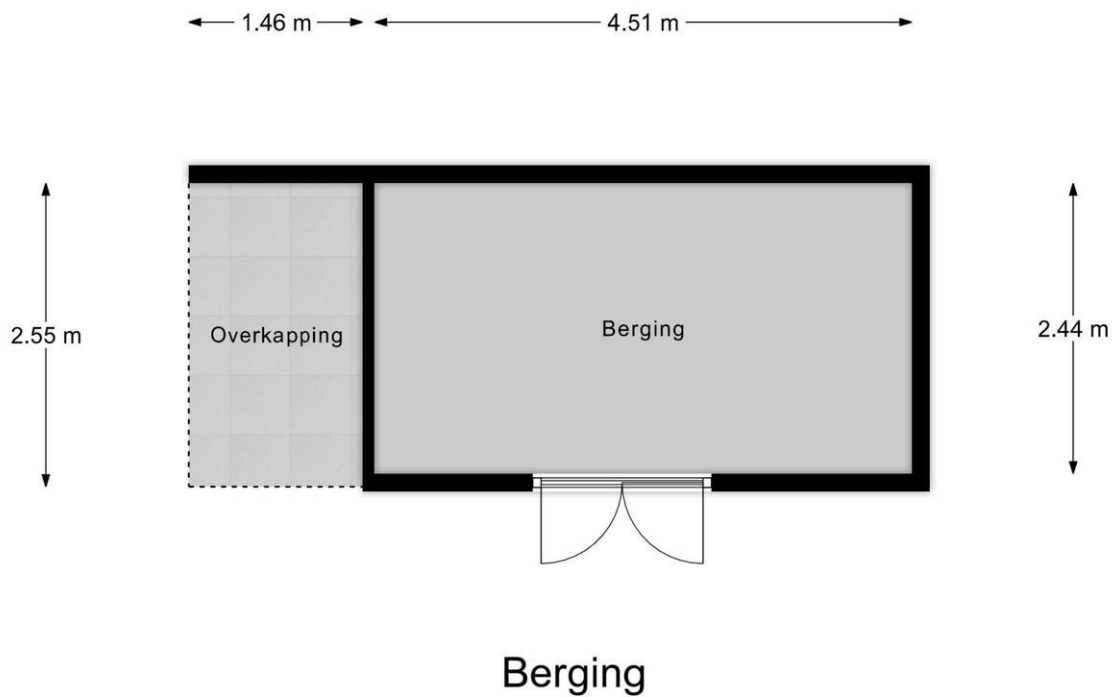 1.46 m
4.51 m
2.55 m
Overkapping
Berging
2.44 m
Berging